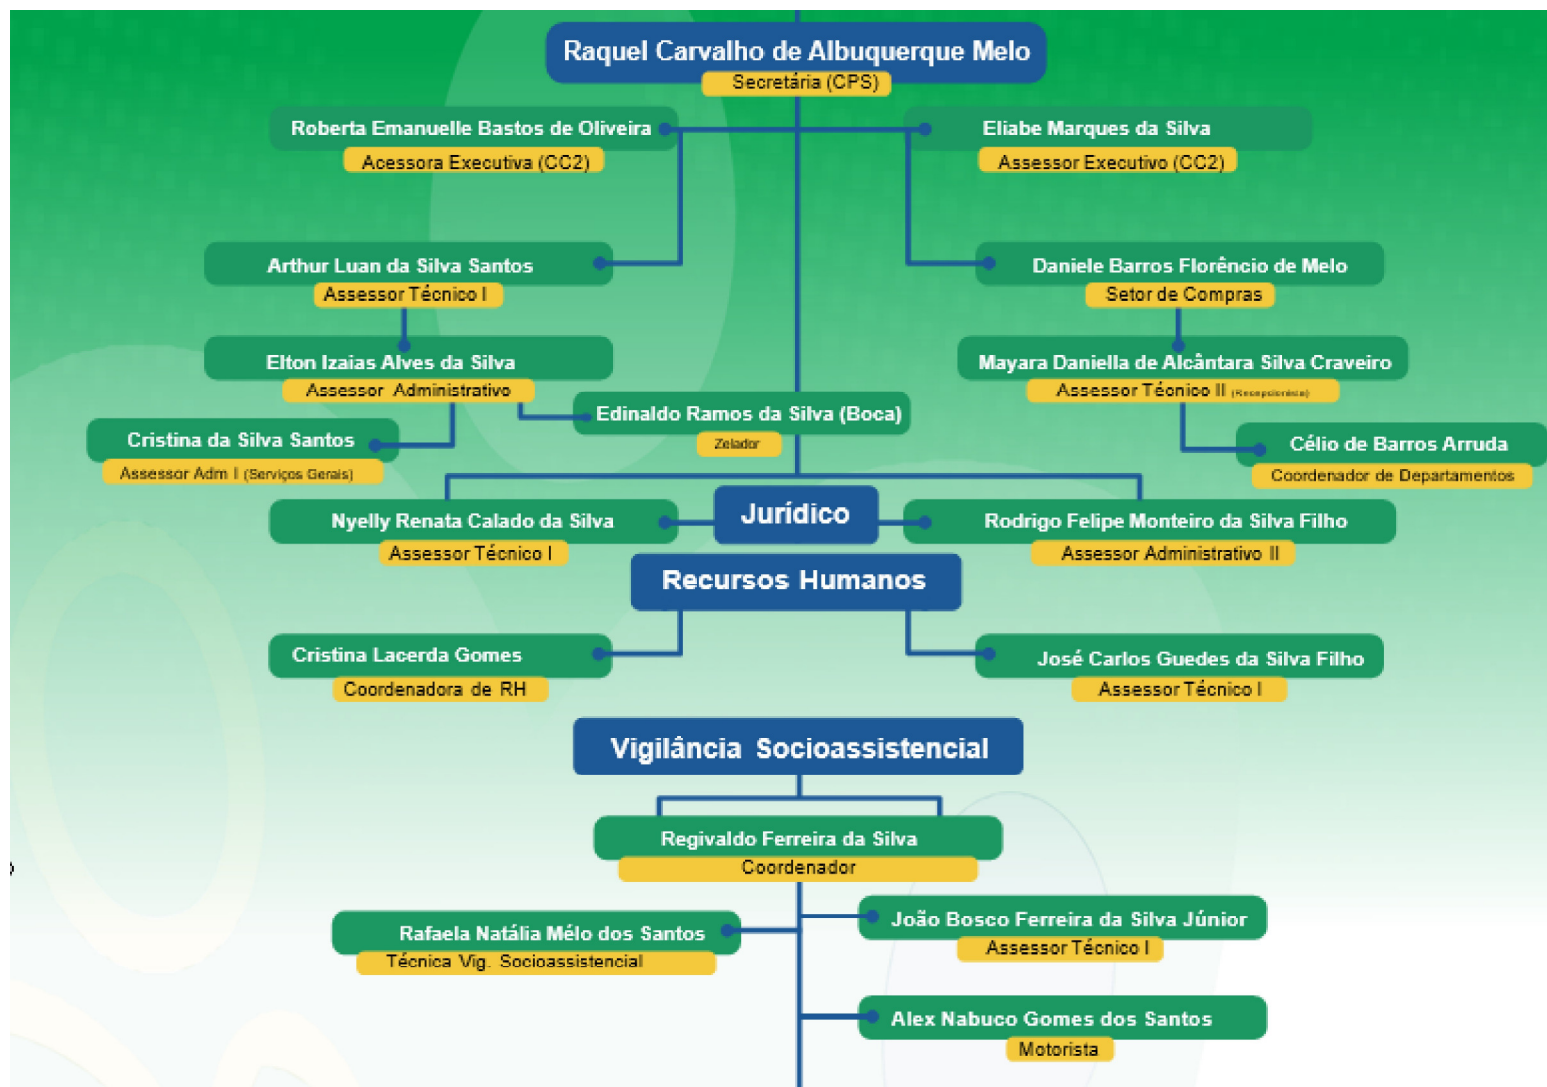 Raquel Carvalho de Albuquerque Melo
Secretária (CPS)
Roberta Emanuelle Bastos de Oliveira
Acessora Executiva (CC2)
Eliabe Marques da Silva
Assessor Executivo (CC2)
Arthur Luan da Silva Santos
Assessor Técnico I
Daniele Barros Florêncio de Melo
Setor de Compras
Elton Izaias Alves da Silva
Assessor Administrativo
Mayara Daniella de Alcântara Silva Craveiro
Assessor Técnico II (Recepcionista)
Edinaldo Ramos da Silva (Boca)
Zelador
Cristina da Silva Santos
Assessor Adm I (Serviços Gerais)
Célio de Barros Arruda
Coordenador de Departamentos
Jurídico
Nyelly Renata Calado da Silva
Assessor Técnico I
Rodrigo Felipe Monteiro da Silva Filho
Assessor Administrativo II
Recursos Humanos
Cristina Lacerda Gomes
Coordenadora de RH
José Carlos Guedes da Silva Filho
Assessor Técnico I
Vigilância Socioassistencial
Regivaldo Ferreira da Silva
Coordenador
João Bosco Ferreira da Silva Júnior
Assessor Técnico I
Rafaela Natália Mélo dos Santos
Técnica Vig. Socioassistencial
Alex Nabuco Gomes dos Santos
Motorista